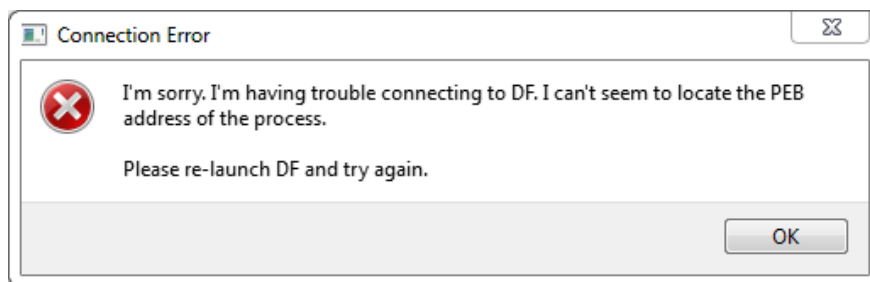 Connection Error
I'm sorry. I'm having trouble connecting to DF. I can't seem to locate the PEB
address of the process.
Please re-launch DF and try again.
OK